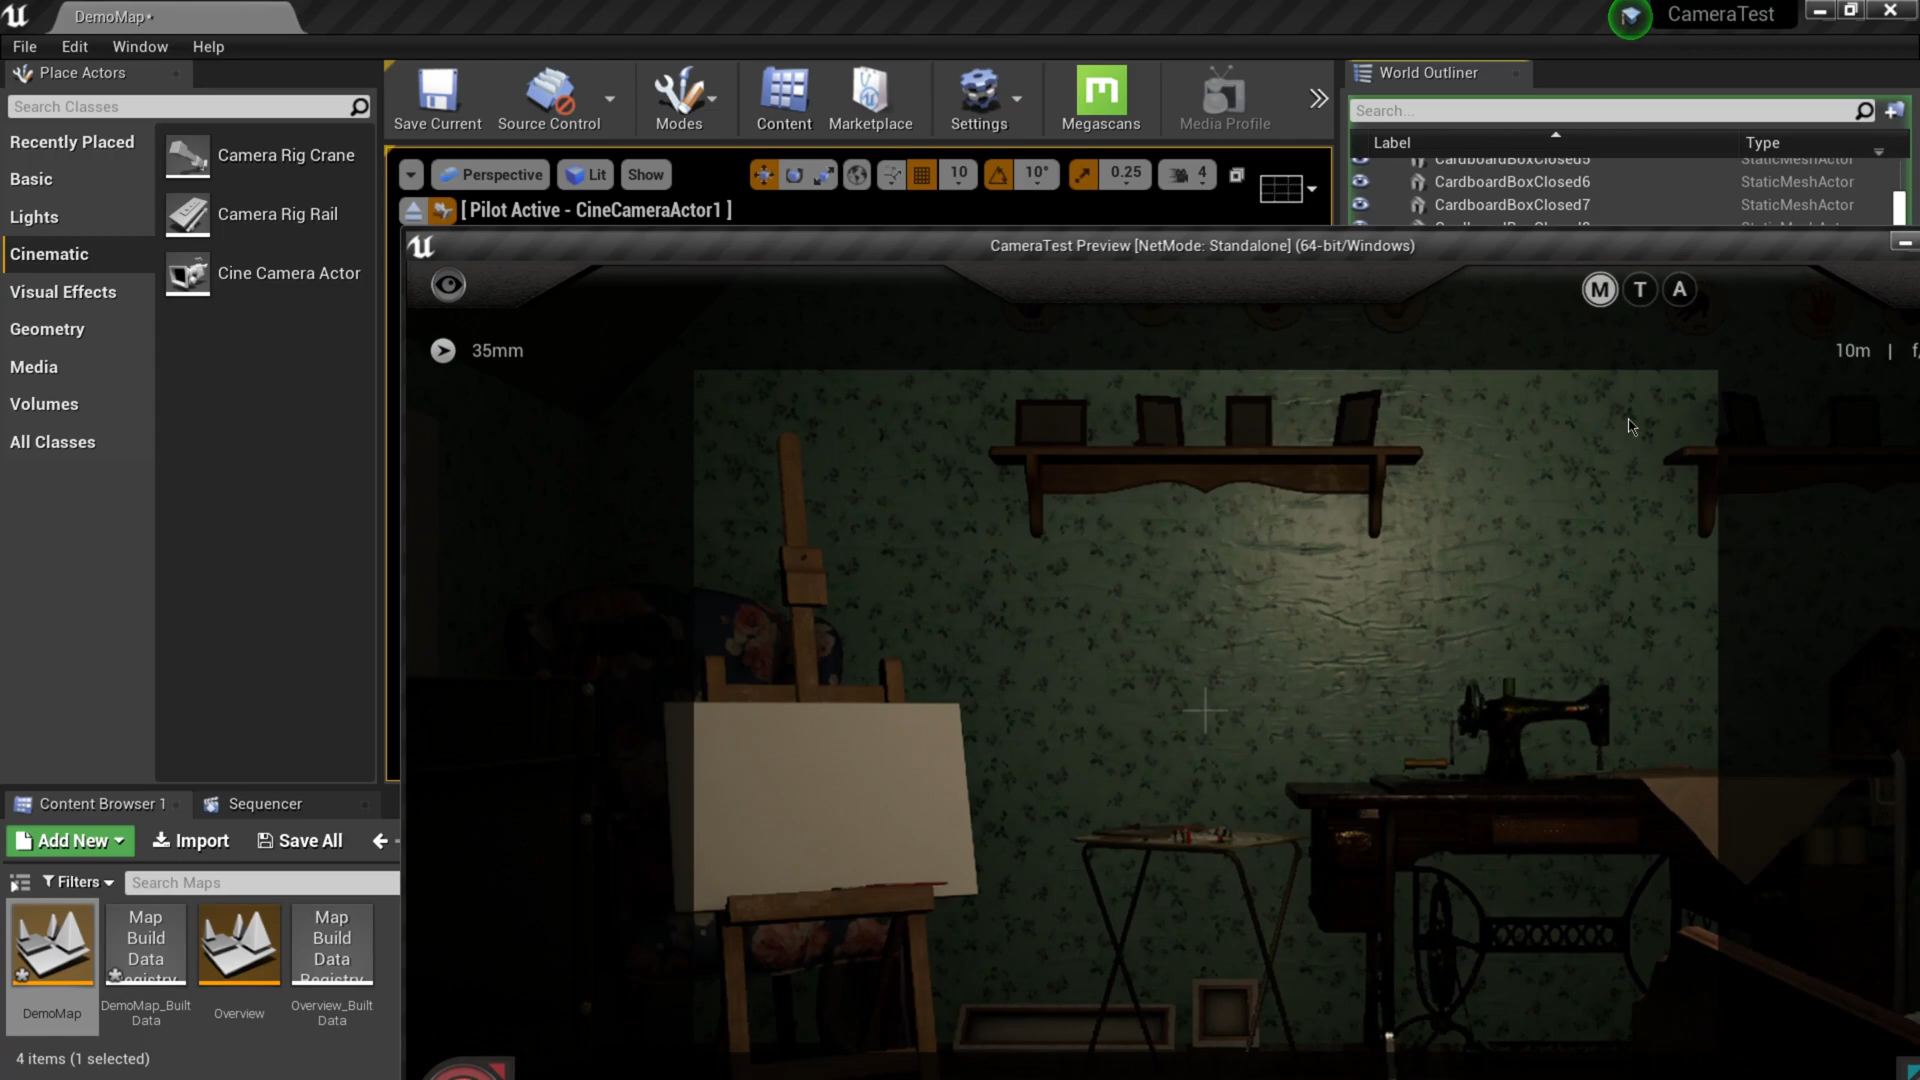 DemoMap•
CameraTest
File Edit Window Help
Place Actors
Search Classes
Recently Placed
Basic
Lights
Cinematic
Visual Effects
Geometry
Media
Volumes
All Classes
Camera Rig Crane
Camera Rig Rail
Cine Camera Actor
Save Current
Source Control
Modes
Content
Marketplace
Settings
Megascans
Media Profile
World Outliner
Search...
Label
Type
CardboardBoxClosed5 StaticMeshActor
CardboardBoxClosed6 StaticMeshActor
CardboardBoxClosed7 StaticMeshActor
Perspective
Lit
Show
10
10°
0.25
4
[ Pilot Active - CineCameraActor1 ]
CameraTest Preview [NetMode: Standalone] (64-bit/Windows)
M T A
35mm
10m | f
Content Browser 1
Sequencer
Add New
Import
Save All
Filters
Search Maps
Map
Build
Data
Registry
Map
Build
Data
Registry
DemoMap
DemoMap_Built
Data
Overview
Overview_Built
Data
4 items (1 selected)